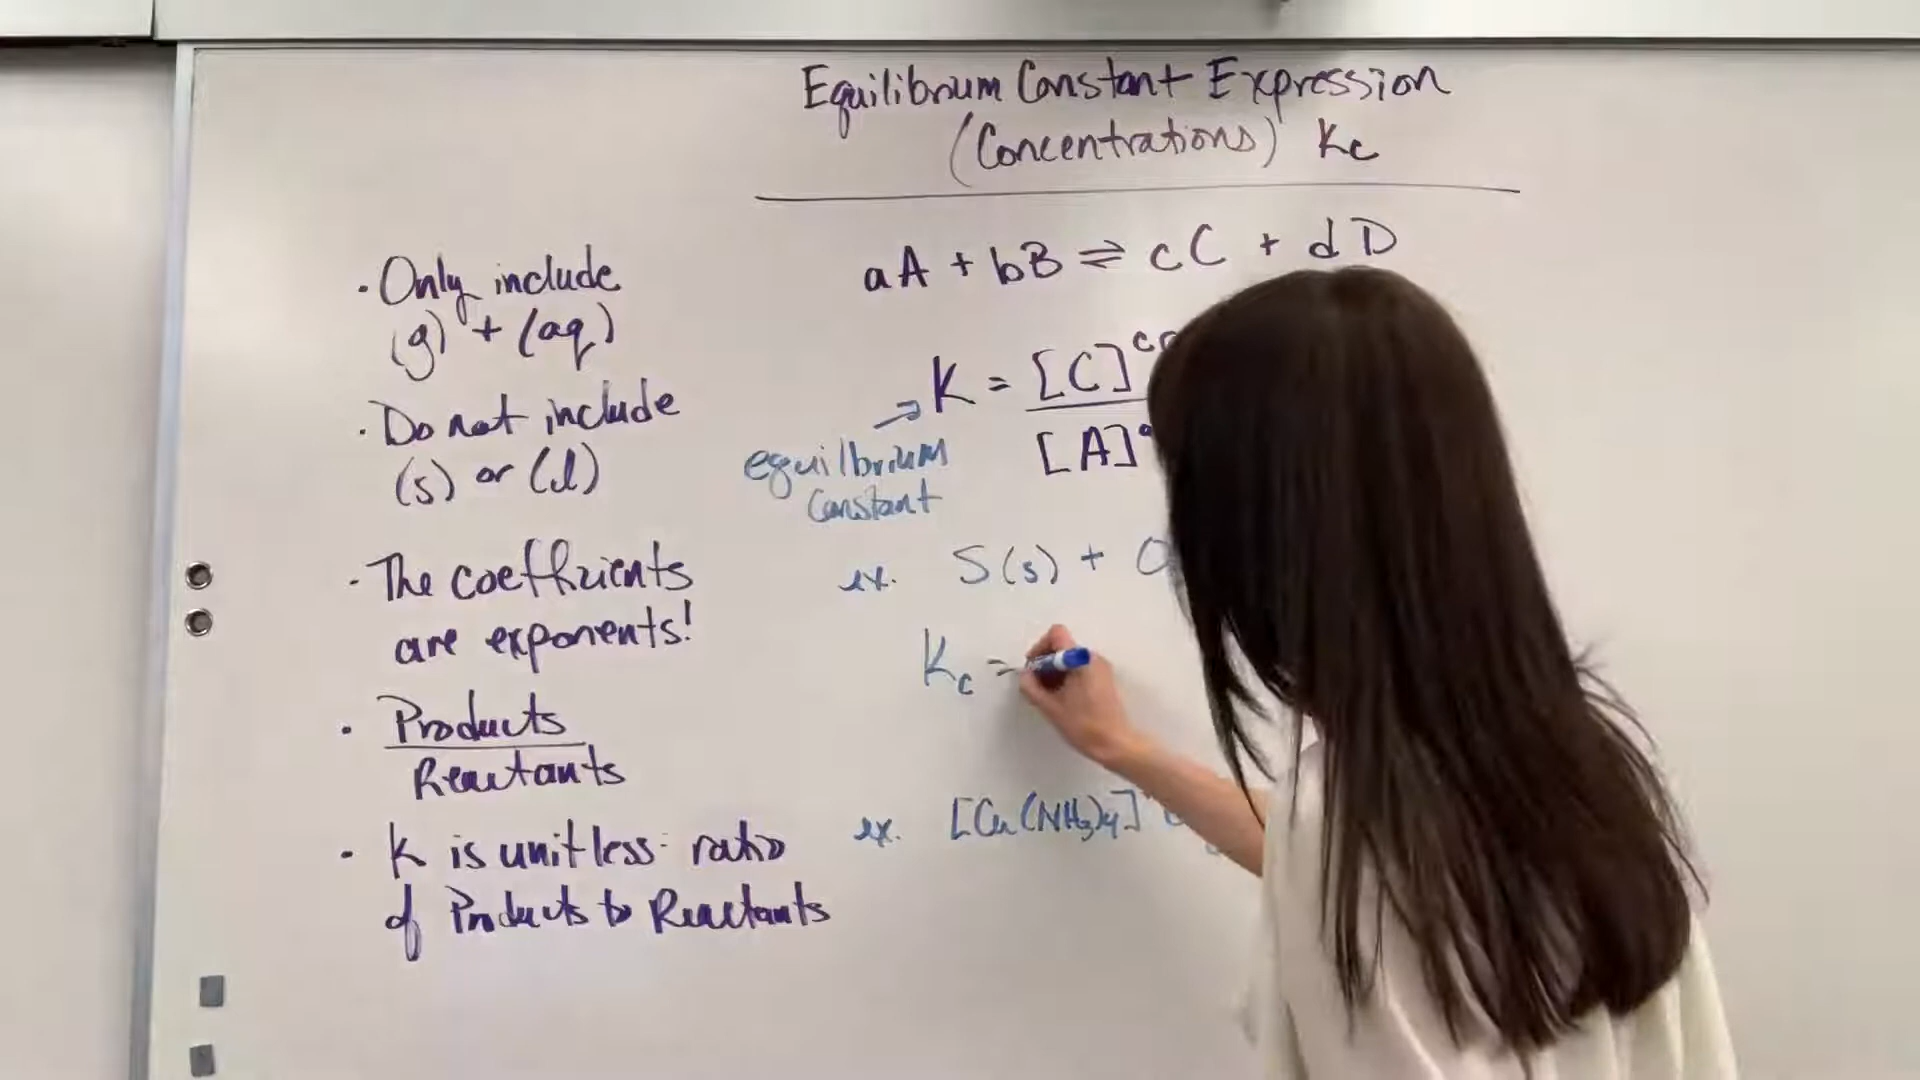 Equilibrium Constant Expression
(Concentrations) Kc
aA + bB ⇌ cC + dD
K = [C]^c
[A]^a
equilbrium
constant
ex. S(s) + O
Kc =
ex. [Cu(NH3)4]
· Only include
(g) + (aq)
· Do not include
(s) or (l)
· The coefficients
are exponents!
· Products
Reactants
· K is unitless: ratio
of Products to Reactants